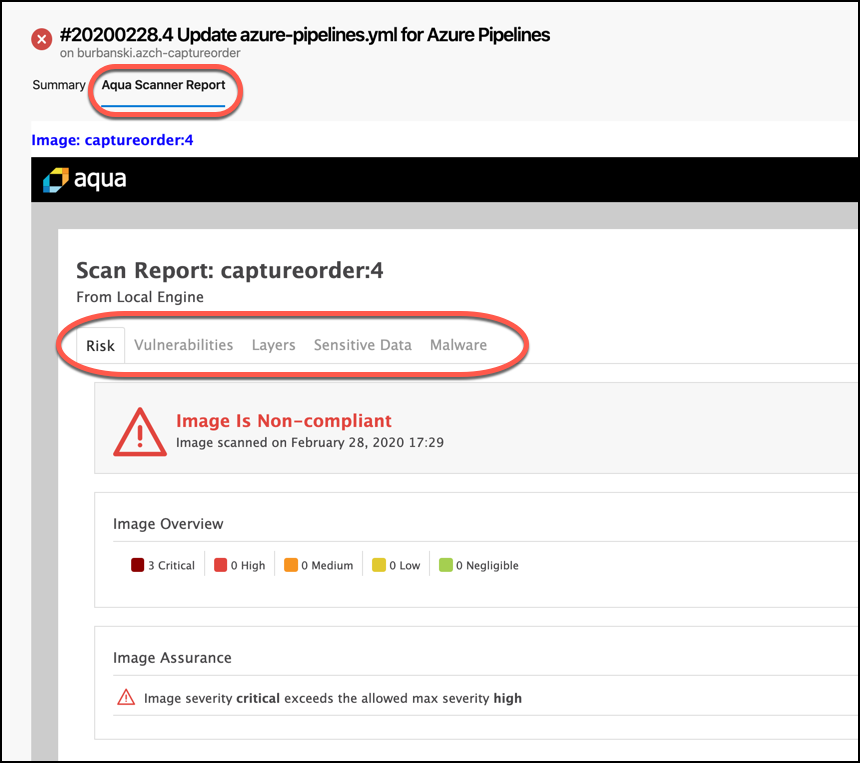 #20200228.4 Update azure-pipelines.yml for Azure Pipelines
on burbanski.azch-captureorder
Summary Aqua Scanner Report
Image: captureorder:4
aqua
Scan Report: captureorder:4
From Local Engine
Risk Vulnerabilities Layers Sensitive Data Malware
Image Is Non-compliant
Image scanned on February 28, 2020 17:29
Image Overview
3 Critical 0 High 0 Medium 0 Low 0 Negligible
Image Assurance
Image severity critical exceeds the allowed max severity high